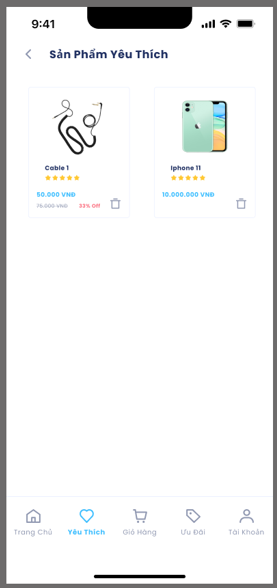 9:41
Sản Phẩm Yêu Thích
Cable 1
Iphone 11
50.000 VNĐ
10.000.000 VNĐ
75.500 VNĐ
33% Off
Trang Chủ
Yêu Thích
Giỏ Hàng
Ưu Đãi
Tài Khoản